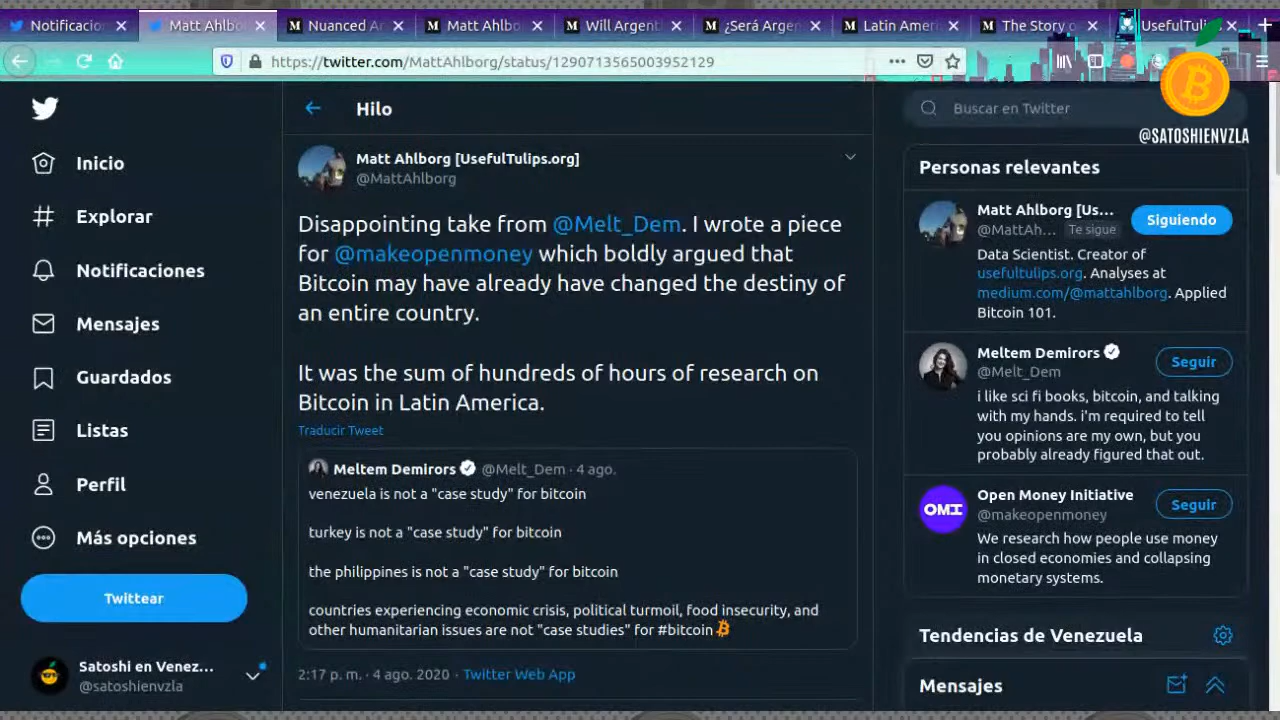 Notificacio
Matt Ahlbo
Nuanced Ar
Matt Ahlbo
Will Argent
¿Será Argen
Latin Ameri
The Story o
UsefulTuli
https://twitter.com/MattAhlborg/status/1290713565003952129
@SATOSHIENVZLA
Inicio
Explorar
Notificaciones
Mensajes
Guardados
Listas
Perfil
Más opciones
Twittear
Satoshi en Venez...
@satoshienvzla
Hilo
Matt Ahlborg [UsefulTulips.org]
@MattAhlborg
Disappointing take from @Melt_Dem. I wrote a piece
for @makeopenmoney which boldly argued that
Bitcoin may have already have changed the destiny of
an entire country.
It was the sum of hundreds of hours of research on
Bitcoin in Latin America.
Traducir Tweet
Meltem Demirors @Melt_Dem · 4 ago.
venezuela is not a "case study" for bitcoin
turkey is not a "case study" for bitcoin
the philippines is not a "case study" for bitcoin
countries experiencing economic crisis, political turmoil, food insecurity, and
other humanitarian issues are not "case studies" for #bitcoin
2:17 p. m. · 4 ago. 2020 · Twitter Web App
Buscar en Twitter
Personas relevantes
Matt Ahlborg [Us...
@MattAh... Te sigue
Siguiendo
Data Scientist. Creator of
usefultulips.org. Analyses at
medium.com/@mattahlborg. Applied
Bitcoin 101.
Meltem Demirors
@Melt_Dem
Seguir
i like sci fi books, bitcoin, and talking
with my hands. i'm required to tell
you opinions are my own, but you
probably already figured that out.
OMI
Open Money Initiative
@makeopenmoney
Seguir
We research how people use money
in closed economies and collapsing
monetary systems.
Tendencias de Venezuela
Mensajes